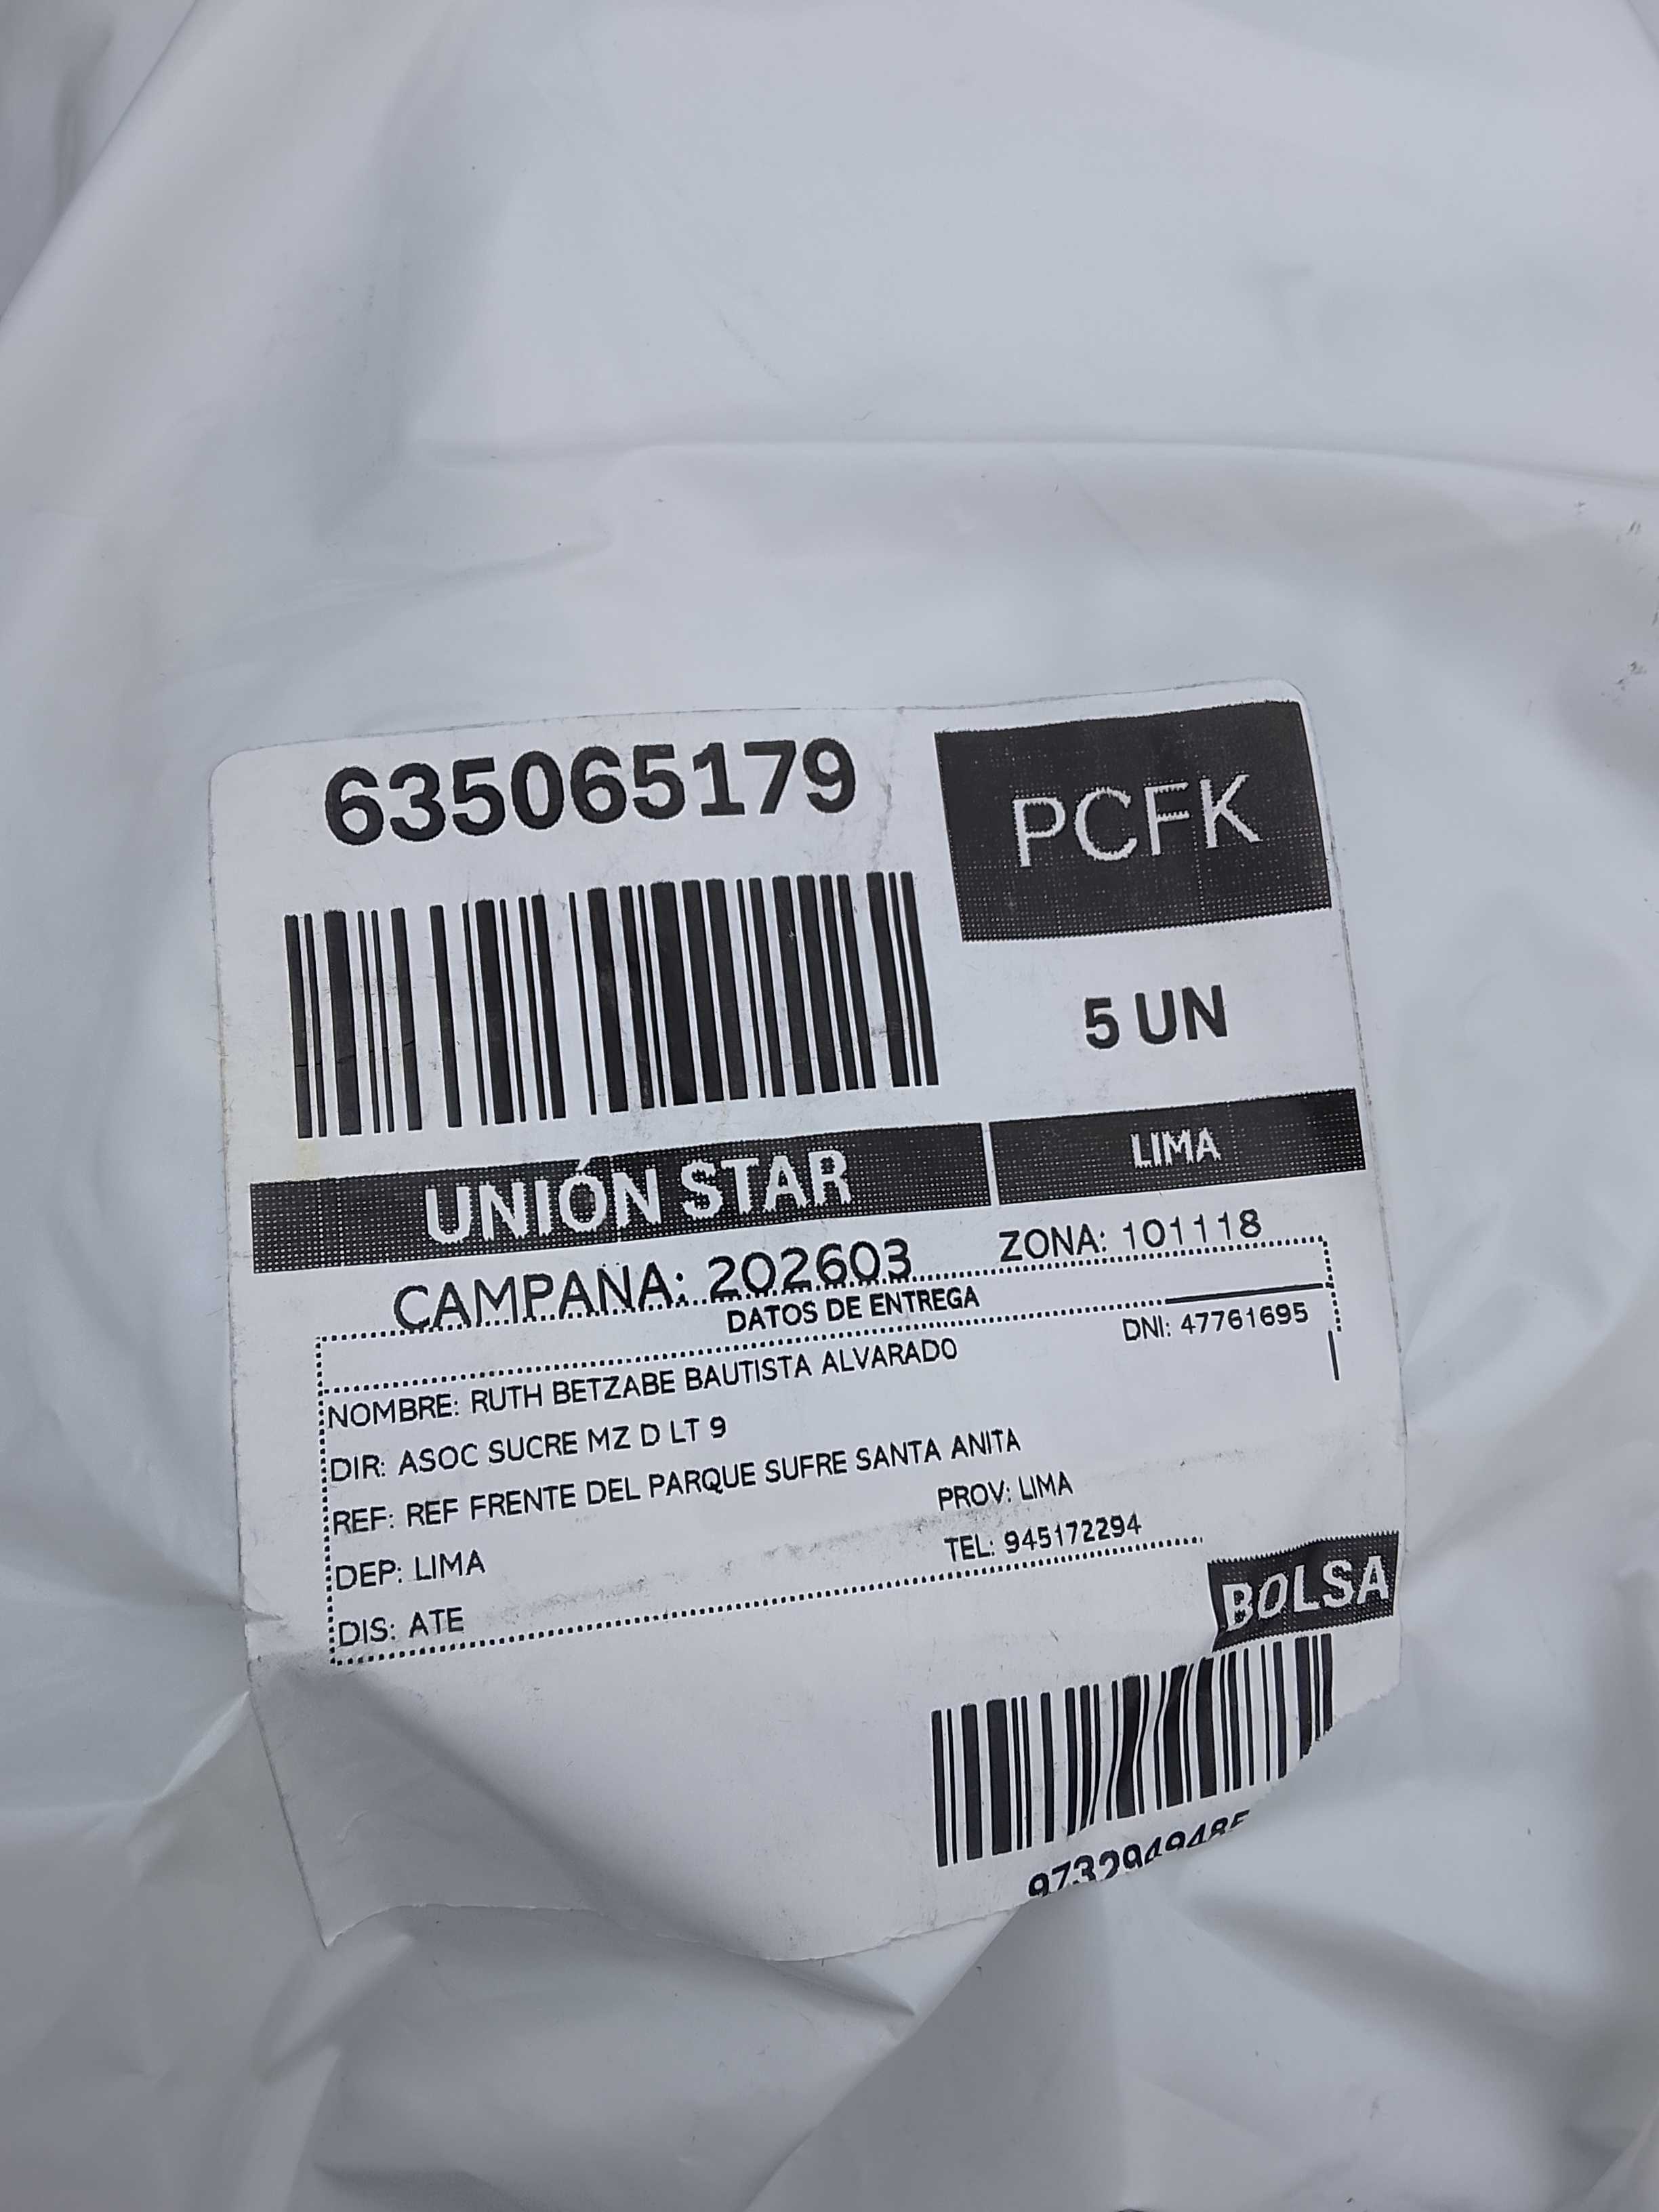 635065179
PCFK
5 UN
UNIÓN STAR
LIMA
CAMPANA: 202603
ZONA: 101118
DATOS DE ENTREGA
NOMBRE: RUTH BETZABE BAUTISTA ALVARADO
DNI: 47761695
DIR: ASOC SUCRE MZ D LT 9
REF: REF FRENTE DEL PARQUE SUFRE SANTA ANITA
DEP: LIMA
PROV: LIMA
DIS: ATE
TEL: 945172294
BOLSA